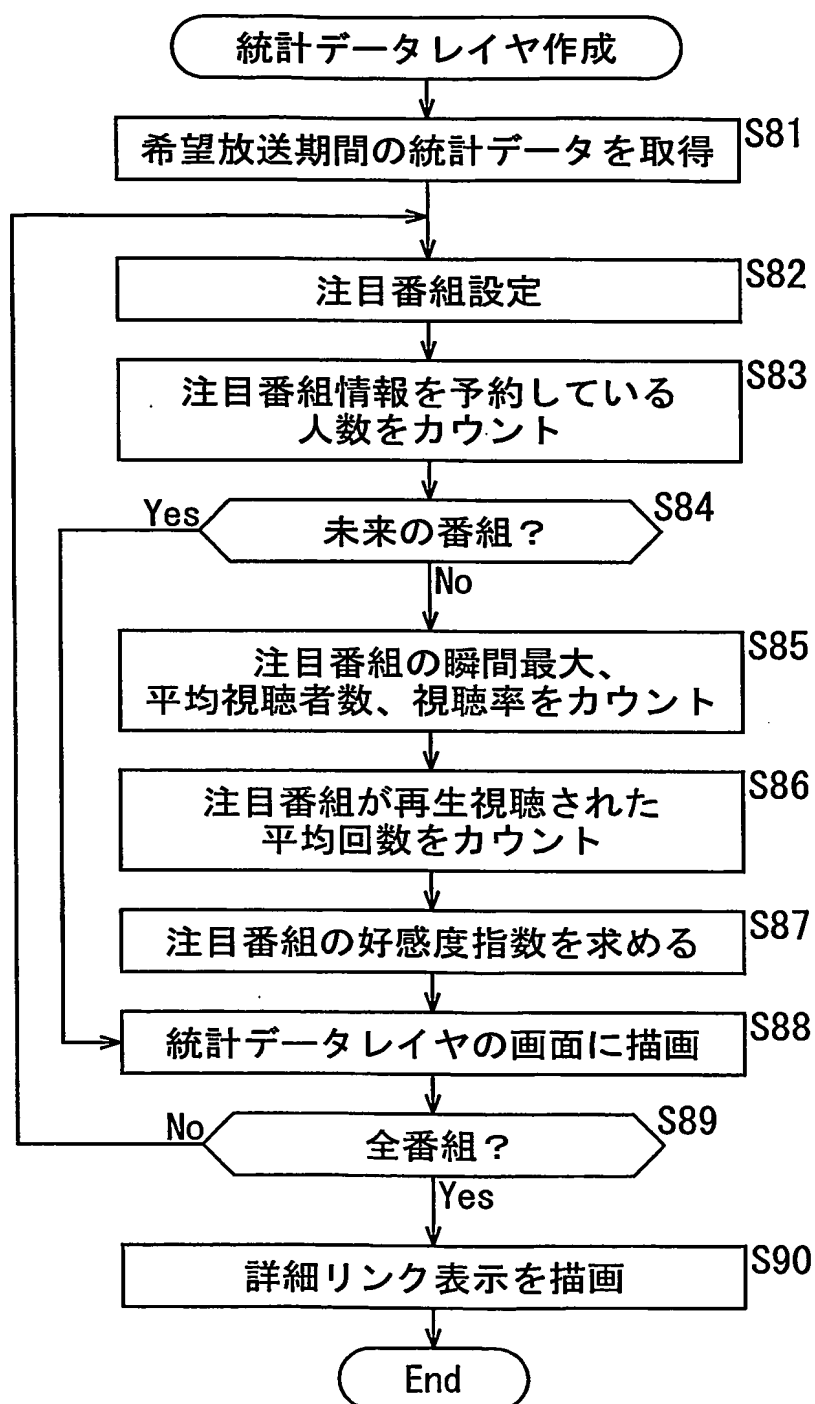 統計データレイヤ作成
希望放送期間の統計データを取得
S81
注目番組設定
S82
注目番組情報を予約している
人数をカウント
S83
未来の番組?
S84
Yes
No
注目番組の瞬間最大、
平均視聴者数、視聴率をカウント
S85
注目番組が再生視聴された
平均回数をカウント
S86
注目番組の好感度指数を求める
S87
統計データレイヤの画面に描画
S88
全番組?
S89
No
Yes
詳細リンク表示を描画
S90
End